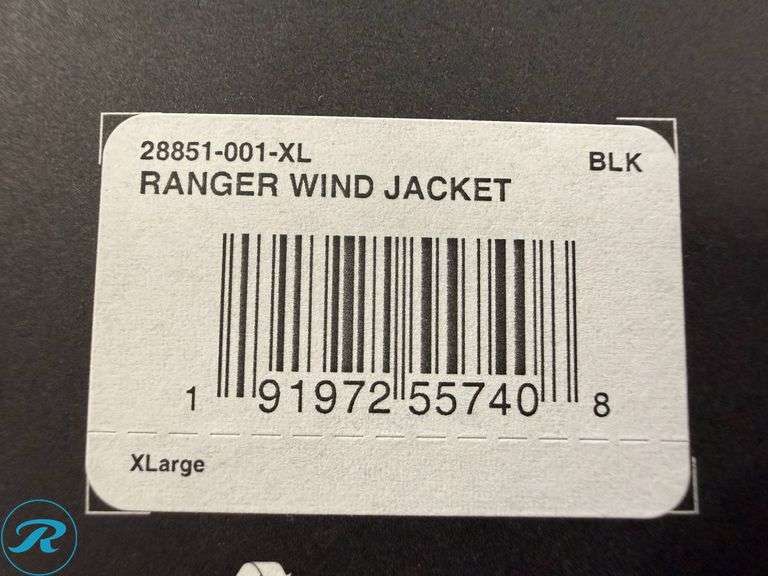 28851-001-XL BLK
RANGER WIND JACKET
1 91972 55740 8
XLarge
R